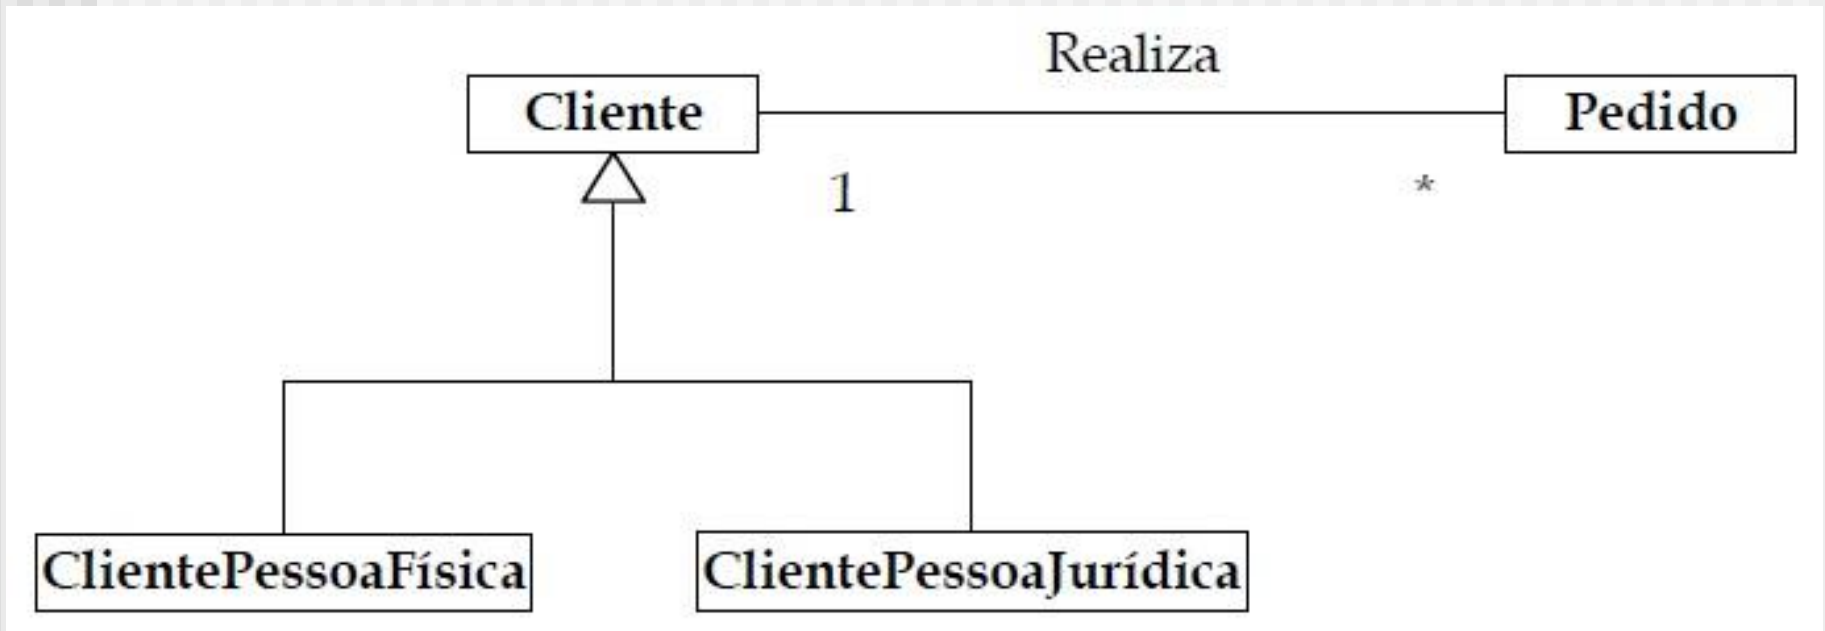 Realiza
Cliente
Pedido
1
*
ClientePessoaFísica
ClientePessoaJurídica